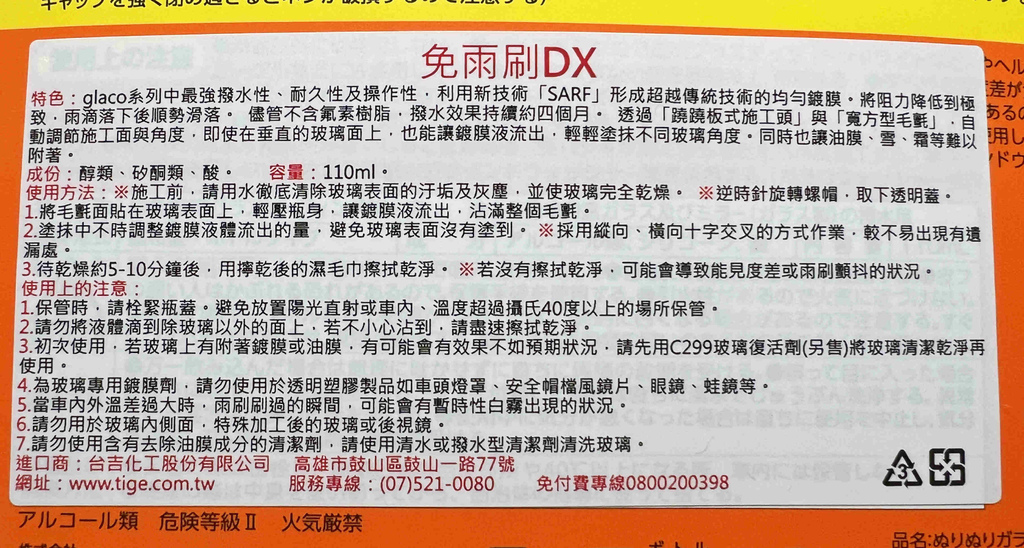 キャップを強く閉め過ぎるとネジが破損するので注意する)
免雨刷DX
特色：glaco系列中最強撥水性、耐久性及操作性，利用新技術「SARF」形成超越傳統技術的均勻鍍膜。將阻力降低到極
致，雨滴落下後順勢滑落。 儘管不含氟素樹脂，撥水效果持續約四個月。 透過「蹺蹺板式施工頭」與「寬方型毛氈」，自
動調節施工面與角度，即使在垂直的玻璃面上，也能讓鍍膜液流出，輕輕塗抹不同玻璃角度。同時也讓油膜、雪、霜等難以
附著。
成份：醇類、矽酮類、酸。 容量：110ml。
使用方法：※施工前，請用水徹底清除玻璃表面的汙垢及灰塵，並使玻璃完全乾燥。 ※逆時針旋轉螺帽，取下透明蓋。
1.將毛氈面貼在玻璃表面上，輕壓瓶身，讓鍍膜液流出，沾滿整個毛氈。
2.塗抹中不時調整鍍膜液體流出的量，避免玻璃表面沒有塗到。※採用縱向、橫向十字交叉的方式作業，較不易出現有遺
漏處。
3.待乾燥約5-10分鐘後，用擰乾後的濕毛巾擦拭乾淨。※若沒有擦拭乾淨，可能會導致能見度差或雨刷顫抖的狀況。
使用上的注意：
1.保管時，請栓緊瓶蓋。避免放置陽光直射或車內、溫度超過攝氏40度以上的場所保管。
2.請勿將液體滴到除玻璃以外的面上，若不小心沾到，請盡速擦拭乾淨。
3.初次使用，若玻璃上有附著鍍膜或油膜，有可能會有效果不如預期狀況，請先用C299玻璃復活劑(另售)將玻璃清潔乾淨再
使用。
4.為玻璃專用鍍膜劑，請勿使用於透明塑膠製品如車頭燈罩、安全帽檔風鏡片、眼鏡、蛙鏡等。
5.當車內外溫差過大時，雨刷刷過的瞬間，可能會有暫時性白霧出現的狀況。
6.請勿用於玻璃內側面，特殊加工後的玻璃或後視鏡。
7.請勿使用含有去除油膜成分的清潔劑，請使用清水或撥水型清潔劑清洗玻璃。
進口商：台吉化工股份有限公司 高雄市鼓山區鼓山一路77號
網址：www.tige.com.tw 服務專線：(07)521-0080 免付費專線0800200398
3
アルコール類 危険等級Ⅱ 火気厳禁
品名:ぬりぬりガラ